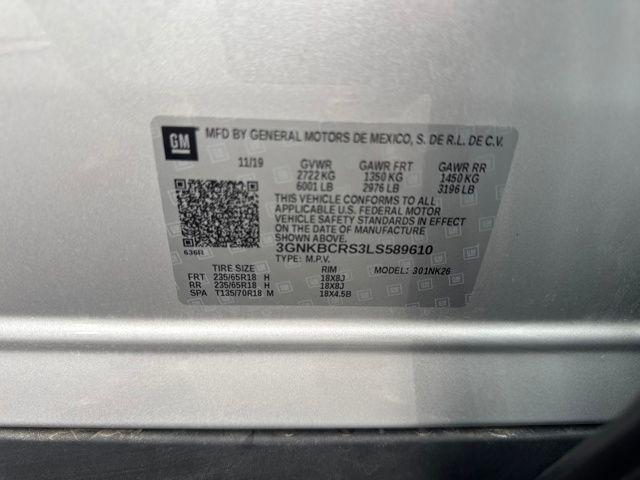 GM MFD BY GENERAL MOTORS DE MEXICO, S. DE R.L. DE C.V.
11/19 GVWR GAWR FRT GAWR RR
2722 KG 1350 KG 1450 KG
6001 LB 2976 LB 3196 LB
THIS VEHICLE CONFORMS TO ALL
APPLICABLE U.S. FEDERAL MOTOR
VEHICLE SAFETY STANDARDS IN EFFECT
ON THE DATE OF MANUFACTURE
SHOWN ABOVE.
636R 3GNKBCRS3LS589610
TYPE: M.P.V. MODEL: 301NK26
TIRE SIZE RIM
FRT 235/65R18 H 18X8J
RR 235/65R18 H 18X8J
SPA T135/70R18 M 18X4.5B